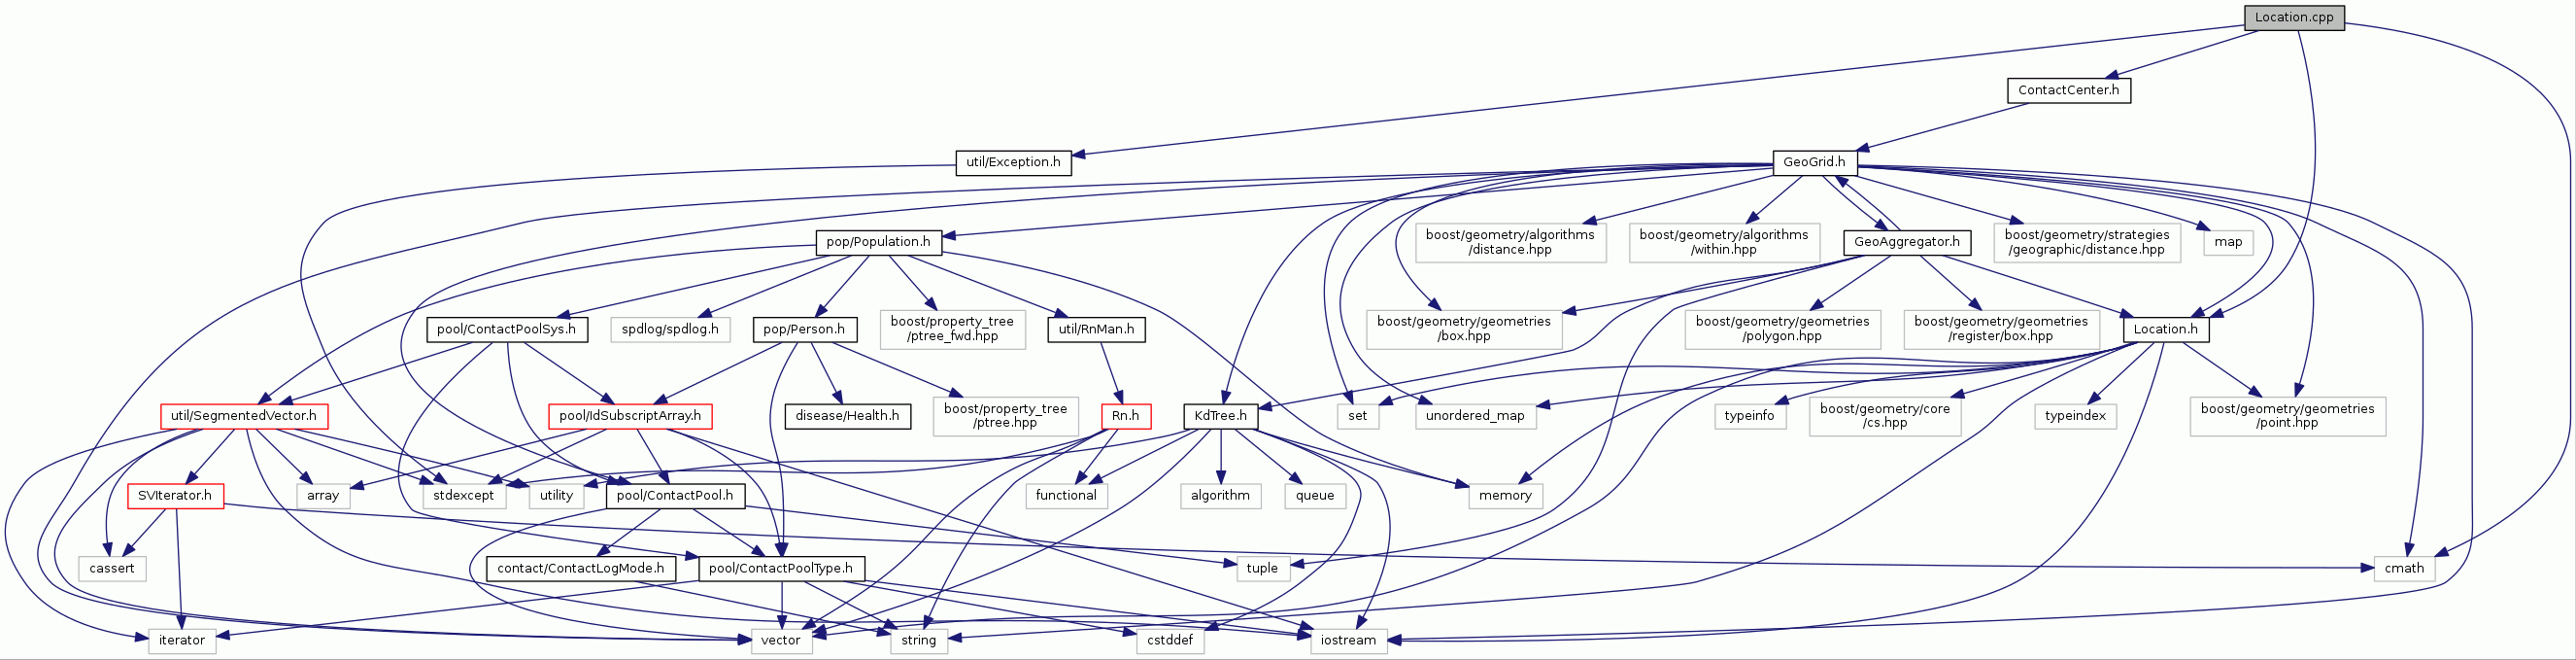 Location.cpp
ContactCenter.h
util/Exception.h
GeoGrid.h
pop/Population.h
boost/geometry/algorithms
/distance.hpp
boost/geometry/algorithms
/within.hpp
GeoAggregator.h
boost/geometry/strategies
/geographic/distance.hpp
map
pool/ContactPoolSys.h
spdlog/spdlog.h
pop/Person.h
boost/property_tree
/ptree_fwd.hpp
util/RnMan.h
boost/geometry/geometries
/box.hpp
boost/geometry/geometries
/polygon.hpp
boost/geometry/geometries
/register/box.hpp
Location.h
util/SegmentedVector.h
pool/IdSubscriptArray.h
disease/Health.h
boost/property_tree
/ptree.hpp
Rn.h
KdTree.h
set
unordered_map
typeinfo
boost/geometry/core
/cs.hpp
typeindex
boost/geometry/geometries
/point.hpp
SVIterator.h
array
stdexcept
utility
pool/ContactPool.h
functional
algorithm
queue
memory
cassert
contact/ContactLogMode.h
pool/ContactPoolType.h
tuple
cmath
iterator
vector
string
cstddef
iostream